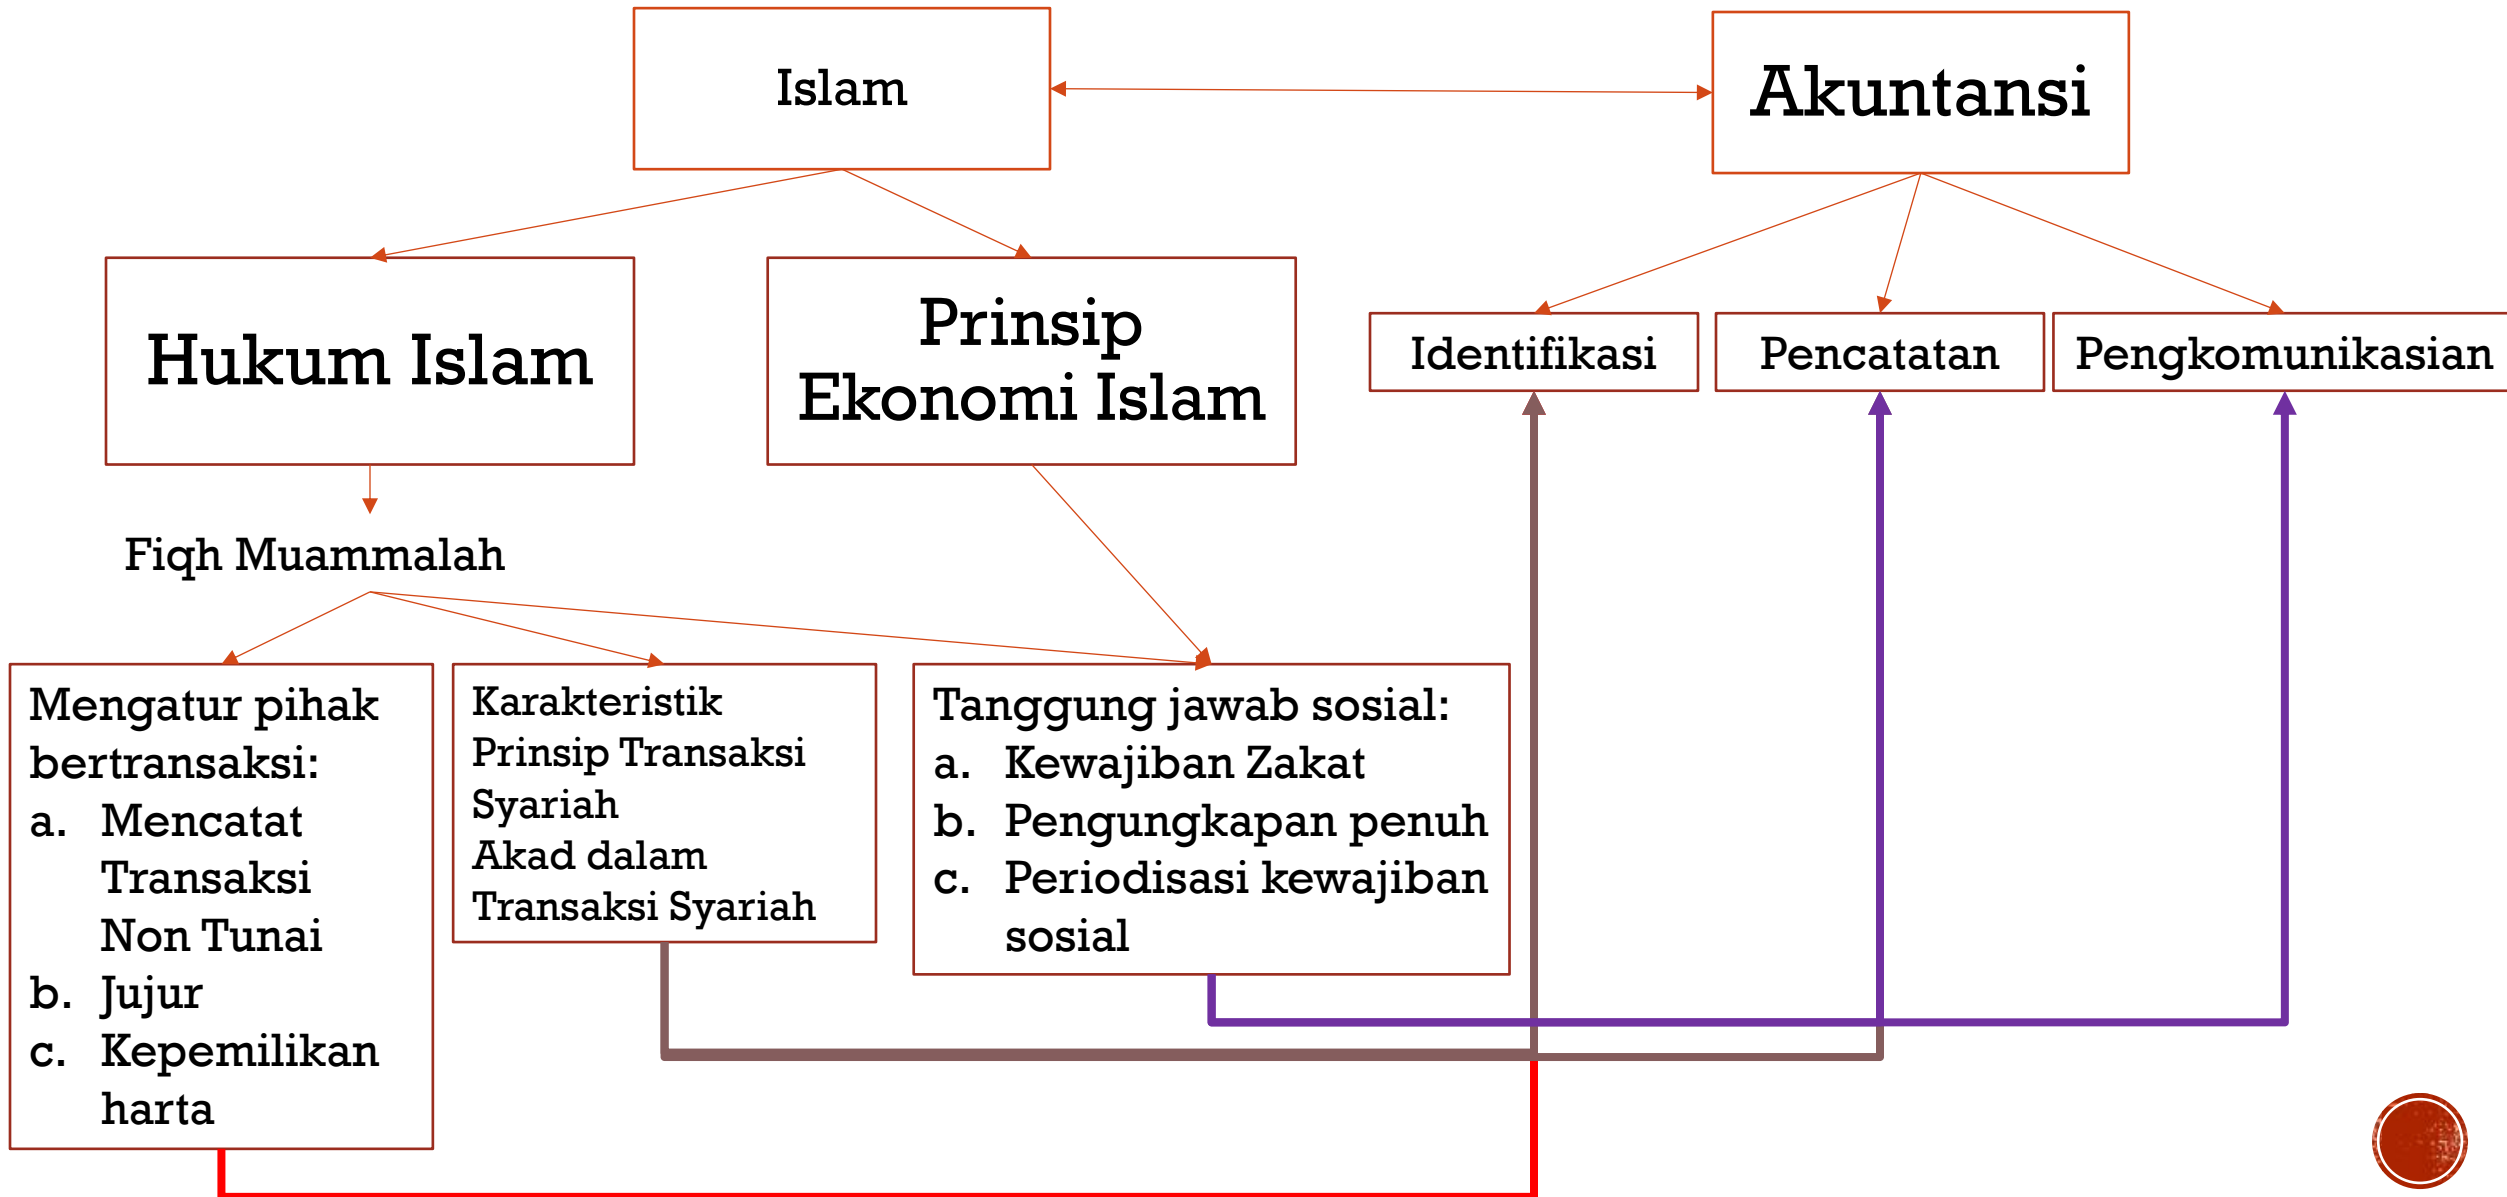 Islam
Akuntansi
Hukum Islam
Prinsip
Ekonomi Islam
Identifikasi
Pencatatan
Pengkomunikasian
Fiqh Muammalah
Mengatur pihak
bertransaksi:
a. Mencatat
Transaksi
Non Tunai
b. Jujur
c. Kepemilikan
harta
Karakteristik
Prinsip Transaksi
Syariah
Akad dalam
Transaksi Syariah
Tanggung jawab sosial:
a. Kewajiban Zakat
b. Pengungkapan penuh
c. Periodisasi kewajiban
sosial